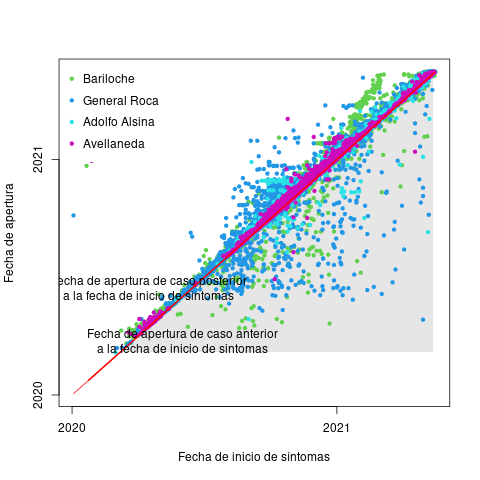 Bariloche
General Roca
Adolfo Alsina
Avellaneda
2021
Fecha de apertura
echa de apertura de caso posterior
a la fecha de inicio de síntomas
Fecha de apertura de caso anterior
a la fecha de inicio de sintomas
2020
2020
2021
Fecha de inicio de síntomas